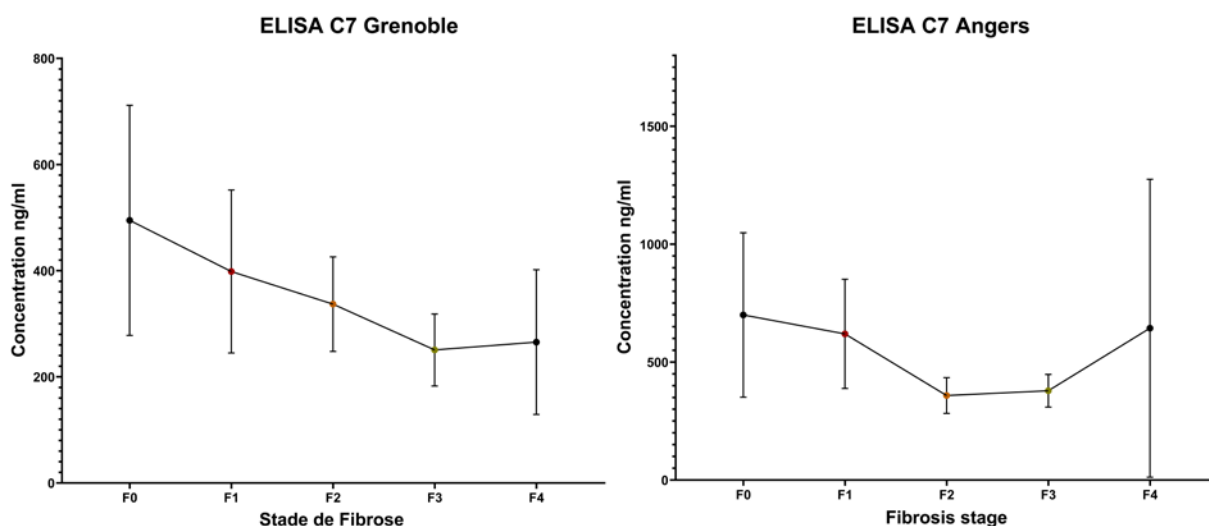 ELISA C7 Grenoble
Concentration ng/ml
800
600
400
200
0
F0 F1 F2 F3 F4
Stade de Fibrose
ELISA C7 Angers
Concentration ng/ml
1500
1000
500
0
F0 F1 F2 F3 F4
Fibrosis stage